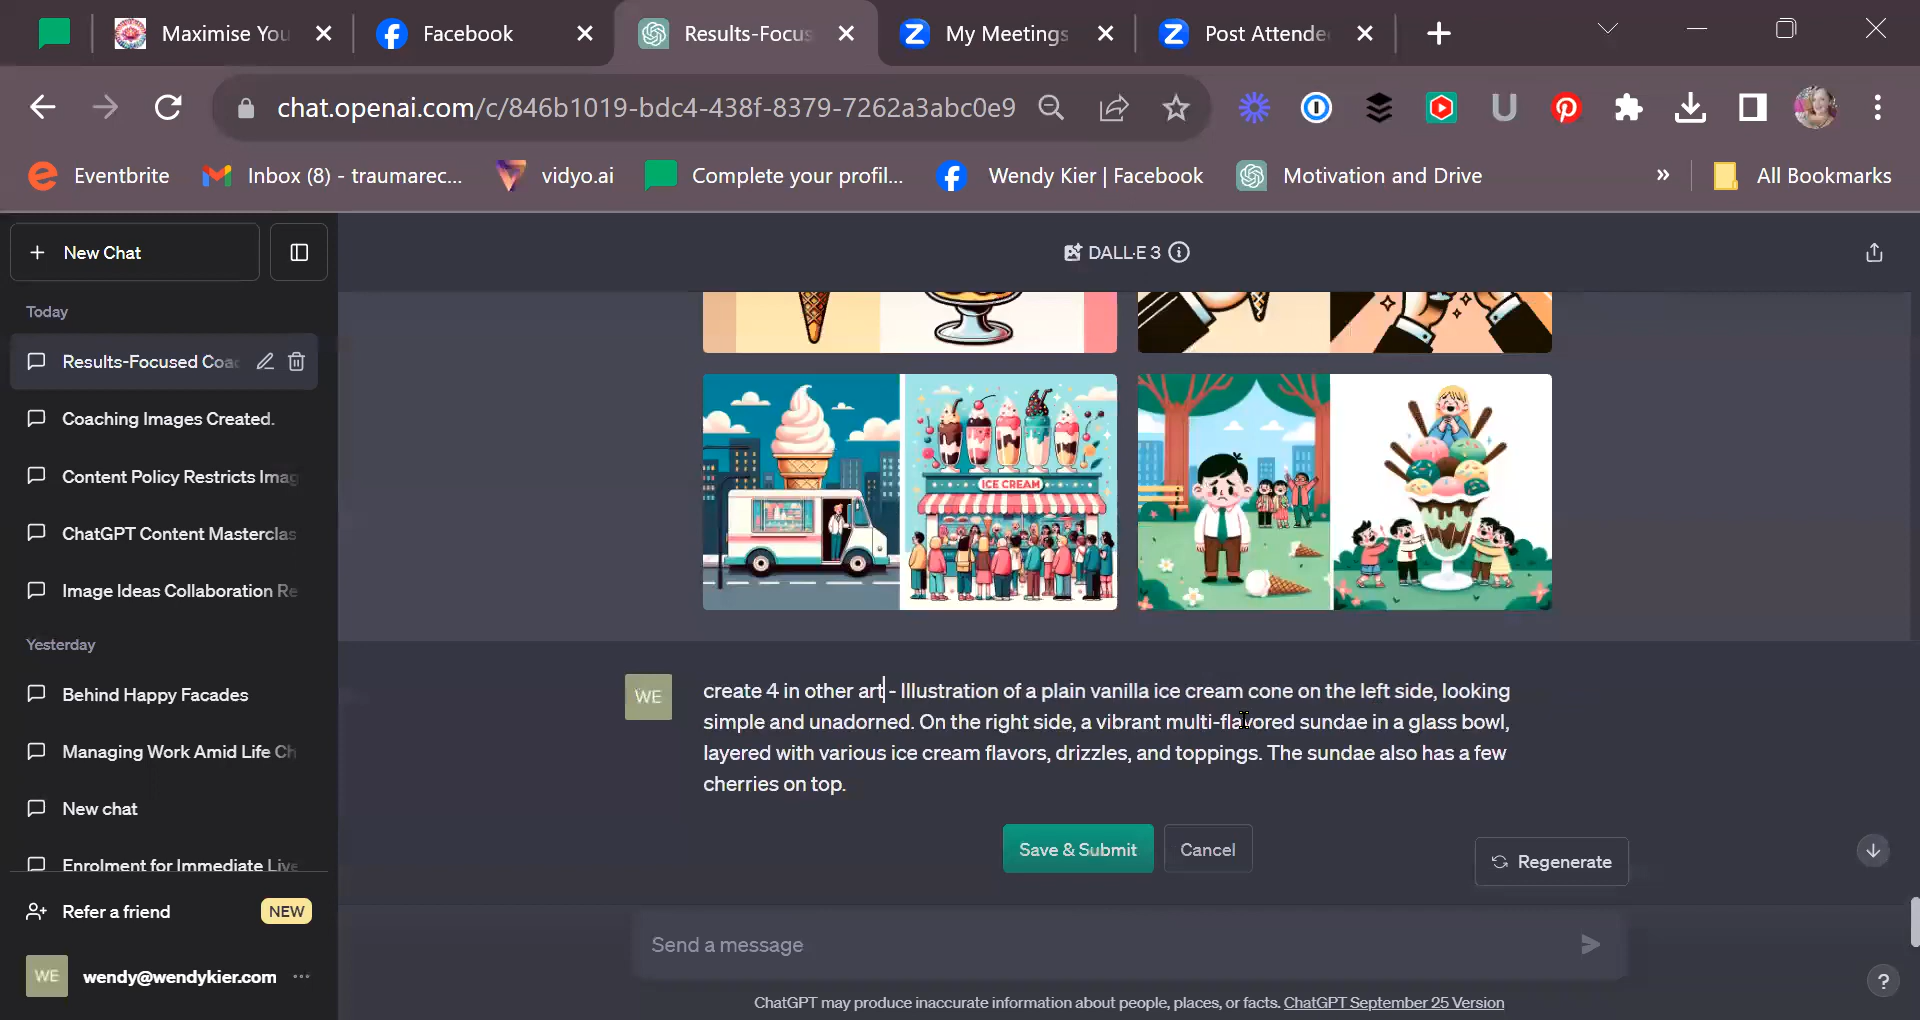 Maximise You
Facebook
Results-Focus
My Meetings
Post Attende
chat.openai.com/c/846b1019-bdc4-438f-8379-7262a3abc0e9
Eventbrite
Inbox (8) - traumarec...
vidyo.ai
Complete your profil...
Wendy Kier | Facebook
Motivation and Drive
»
All Bookmarks
New Chat
DALL·E 3
Today
Results-Focused Coac
Coaching Images Created.
Content Policy Restricts Imag
ChatGPT Content Masterclas
Image Ideas Collaboration Re
Yesterday
Behind Happy Facades
Managing Work Amid Life Ch
New chat
Enrolment for Immediate Live
Refer a friend
NEW
WE
wendy@wendykier.com
ICE CREAM
WE
create 4 in other art - Illustration of a plain vanilla ice cream cone on the left side, looking
simple and unadorned. On the right side, a vibrant multi-flavored sundae in a glass bowl,
layered with various ice cream flavors, drizzles, and toppings. The sundae also has a few
cherries on top.
Save & Submit
Cancel
Regenerate
Send a message
?
ChatGPT may produce inaccurate information about people, places, or facts. ChatGPT September 25 Version